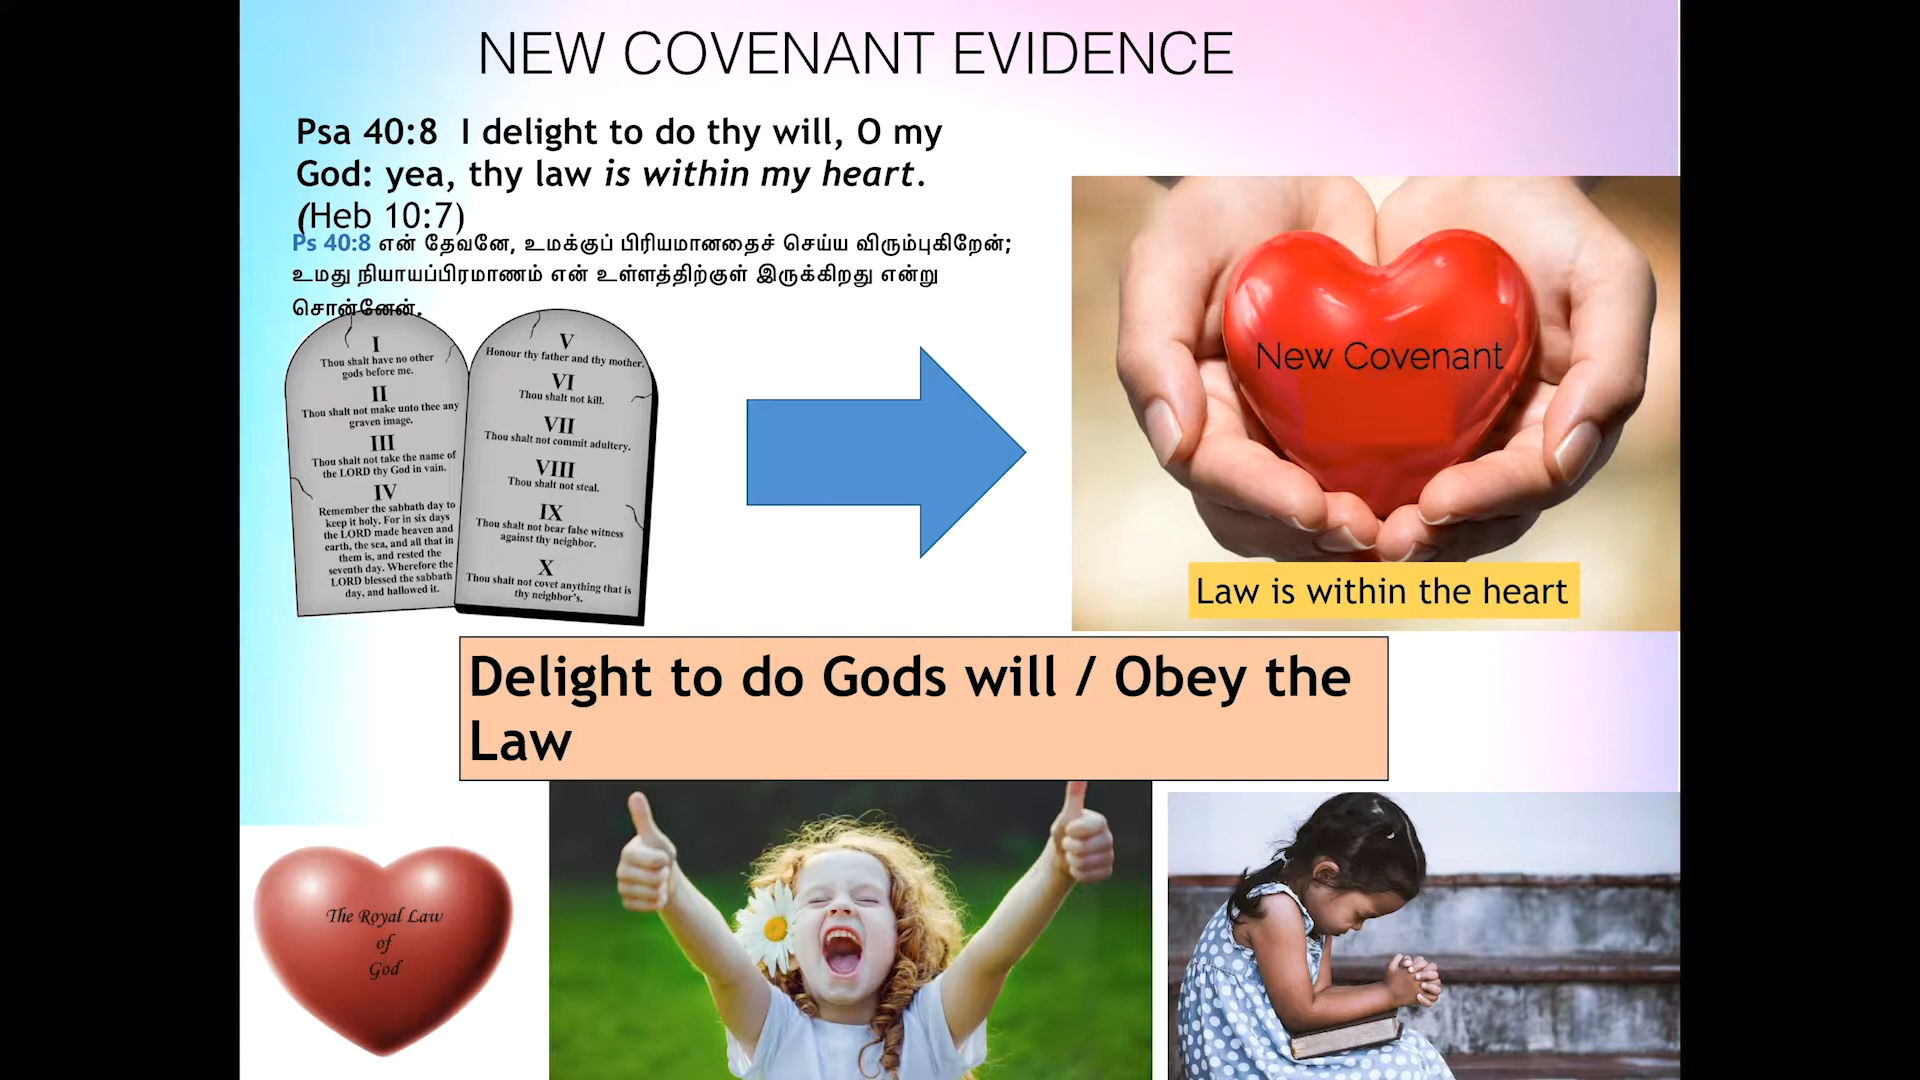 NEW COVENANT EVIDENCE
Psa 40:8  I delight to do thy will, O my
God: yea, thy law is within my heart.
(Heb 10:7)
Ps 40:8 என் தேவனே, உமக்குப் பிரியமானதைச் செய்ய விரும்புகிறேன்;
உமது நியாயப்பிரமாணம் என் உள்ளத்திற்குள் இருக்கிறது என்று
சொன்னேன்.
I
Thou shalt have no other
gods before me.
II
Thou shalt not make unto thee any
graven image.
III
Thou shalt not take the name of
the LORD thy God in vain.
IV
Remember the sabbath day to
keep it holy. For in six days
the LORD made heaven and
earth, the sea, and all that in
them is, and rested the
seventh day. Wherefore the
LORD blessed the sabbath
day, and hallowed it.
V
Honour thy father and thy mother.
VI
Thou shalt not kill.
VII
Thou shalt not commit adultery.
VIII
Thou shalt not steal.
IX
Thou shalt not bear false witness
against thy neighbor.
X
Thou shalt not covet anything that is
thy neighbor's.
New Covenant
Law is within the heart
Delight to do Gods will / Obey the
Law
The Royal Law
of
God